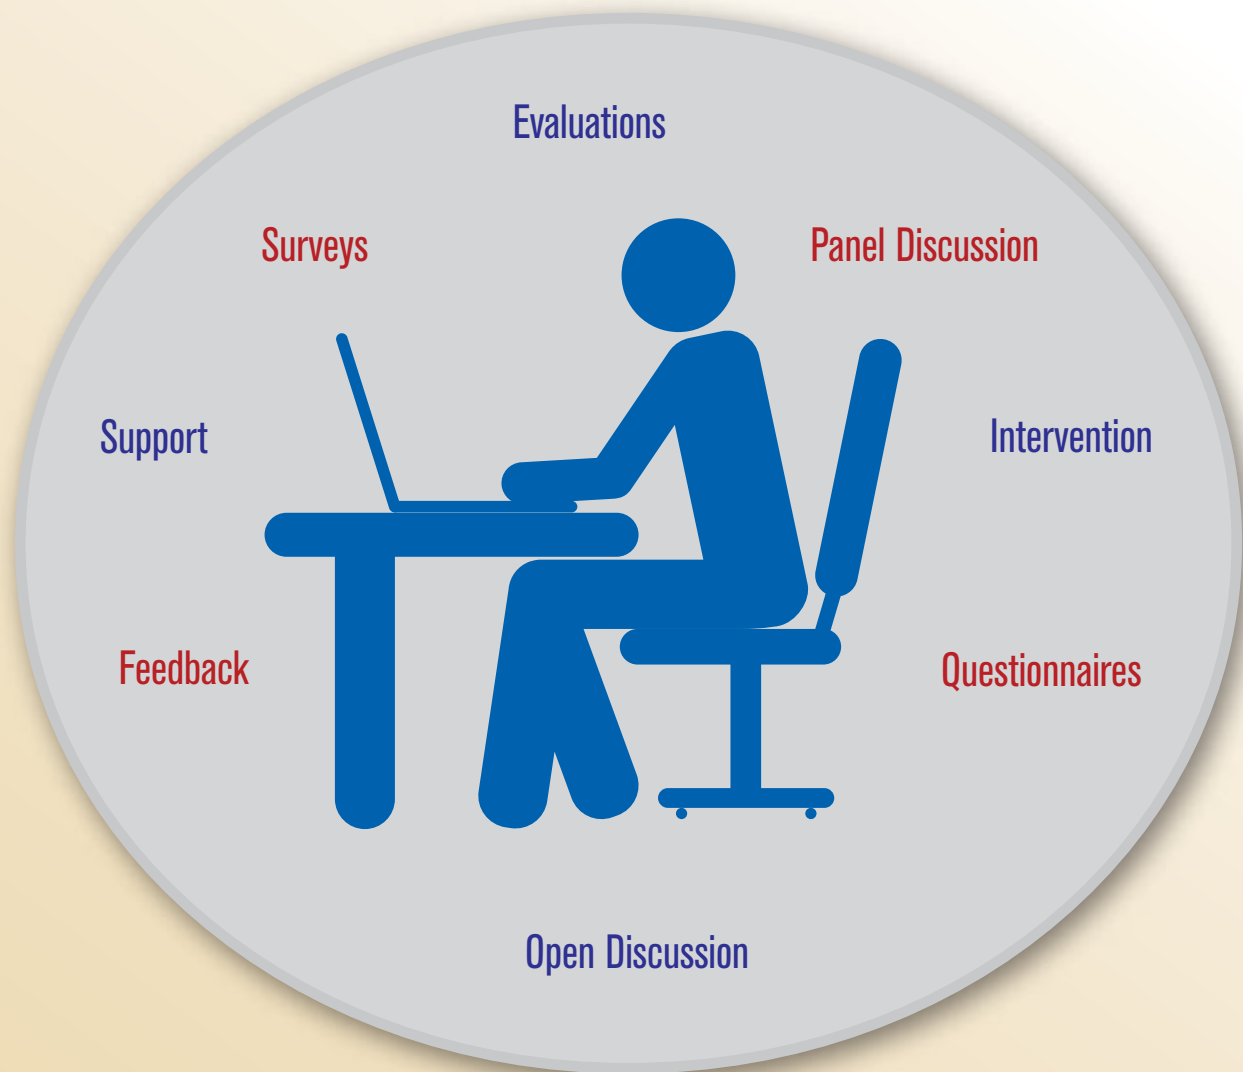 Evaluations
Surveys
Panel Discussion
Support
Intervention
Feedback
Questionnaires
Open Discussion